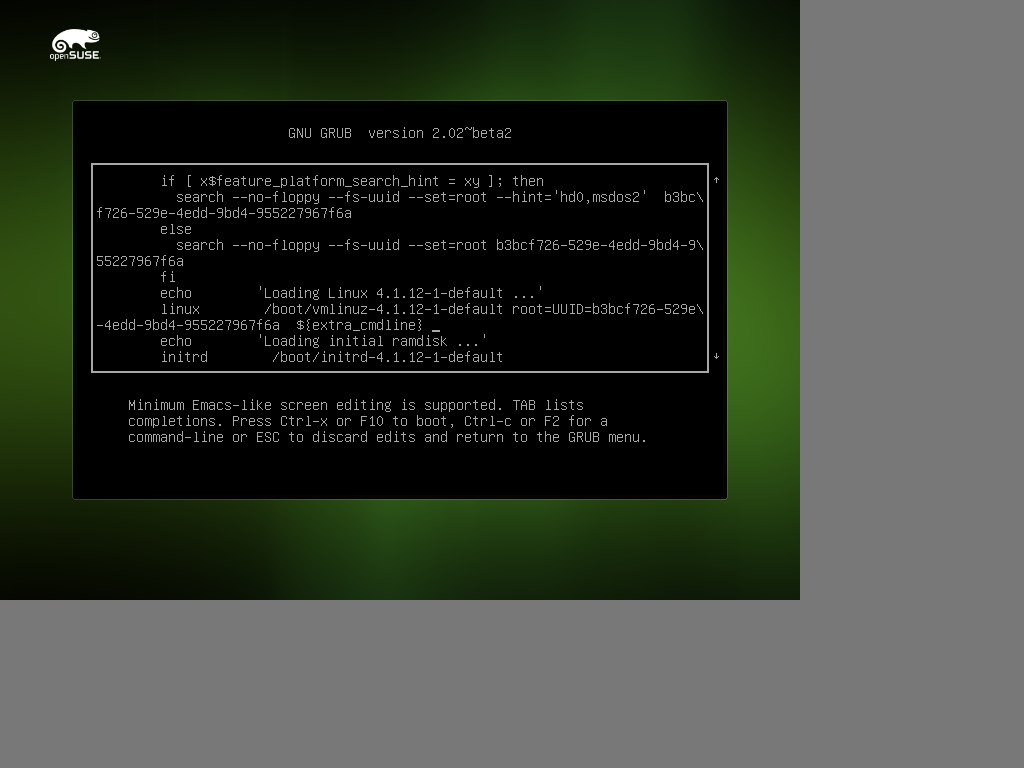 openSUSE
GNU GRUB  version 2.02~beta2
if [ x$feature_platform_search_hint = xy ]; then
search --no-floppy --fs-uuid --set=root --hint='hd0,msdos2'  b3bc\
f726-529e-4edd-9bd4-955227967f6a
else
search --no-floppy --fs-uuid --set=root b3bcf726-529e-4edd-9bd4-9\
55227967f6a
fi
echo        'Loading Linux 4.1.12-1-default ...'
linux        /boot/vmlinuz-4.1.12-1-default root=UUID=b3bcf726-529e\
-4edd-9bd4-955227967f6a  ${extra_cmdline} _
echo        'Loading initial ramdisk ...'
initrd        /boot/initrd-4.1.12-1-default
Minimum Emacs-like screen editing is supported. TAB lists
completions. Press Ctrl-x or F10 to boot, Ctrl-c or F2 for a
command-line or ESC to discard edits and return to the GRUB menu.